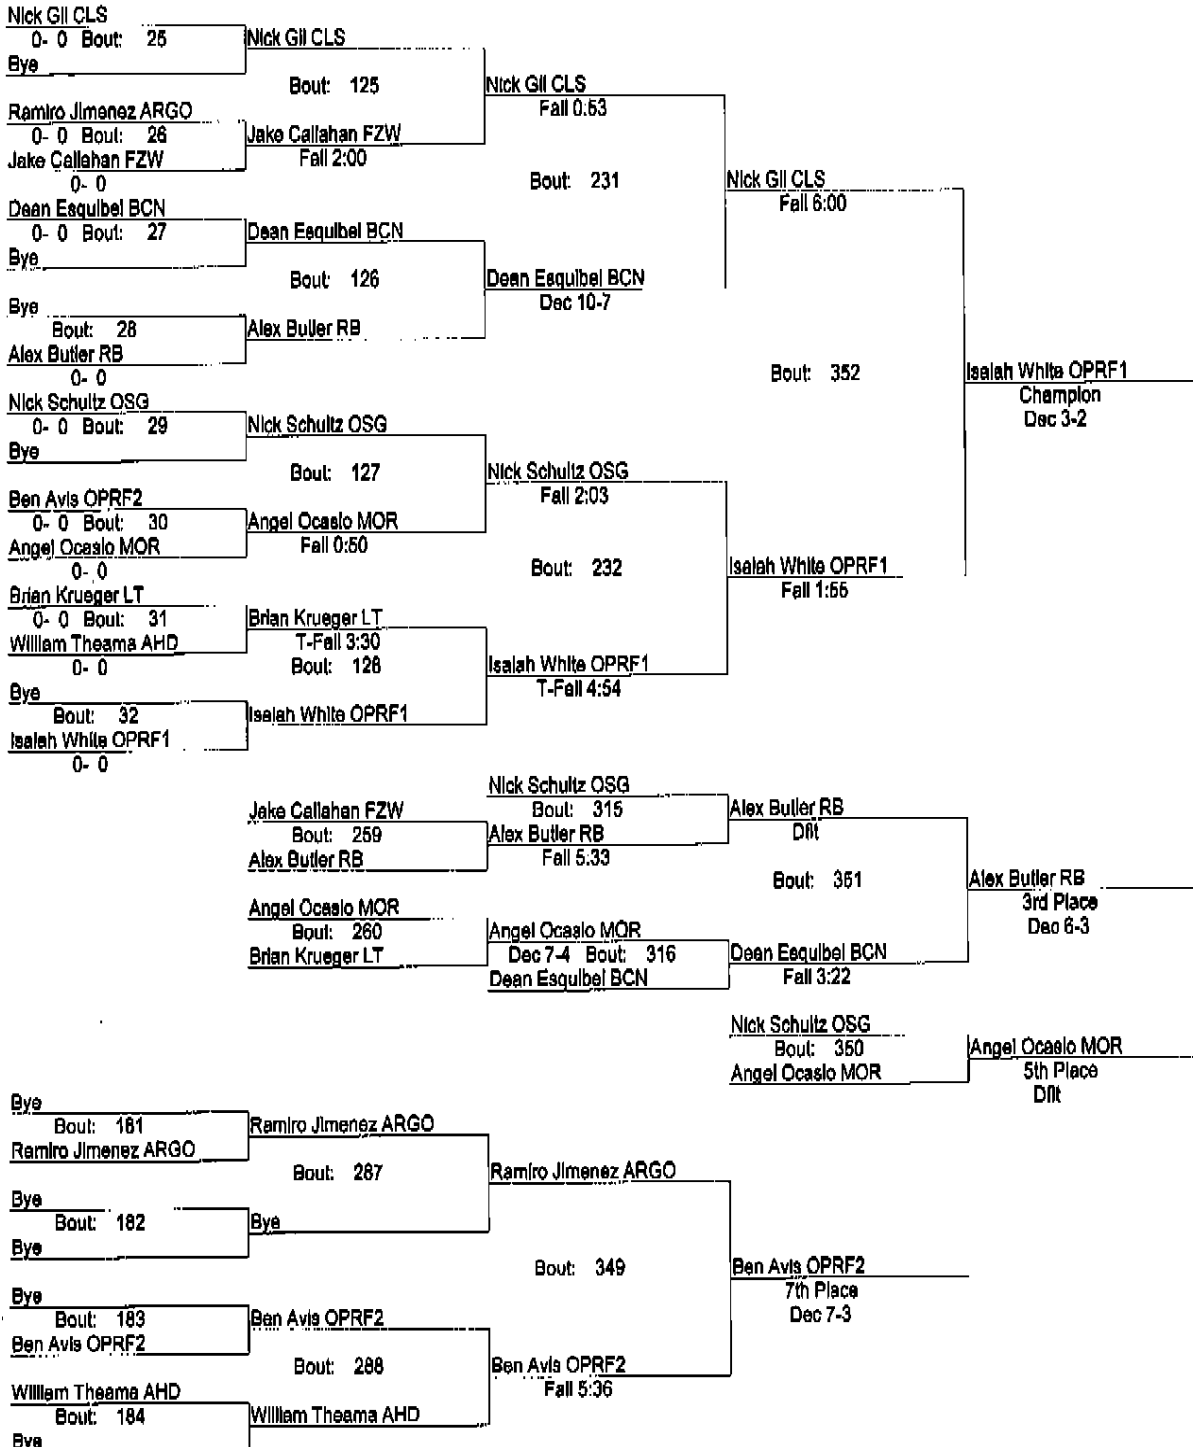 Nick Gil CLS
0- 0 Bout: 25
Bye
Nick Gil CLS
Bout: 125
Ramiro Jimenez ARGO
0- 0 Bout: 26
Jake Callahan FZW
0- 0
Jake Callahan FZW
Fall 2:00
Nick Gil CLS
Fall 0:53
Bout: 231
Dean Esquibel BCN
0- 0 Bout: 27
Bye
Dean Esquibel BCN
Bout: 126
Bye
Bout: 28
Alex Butler RB
0- 0
Alex Butler RB
Dean Esquibel BCN
Dec 10-7
Nick Gil CLS
Fall 6:00
Bout: 352
Nick Schultz OSG
0- 0 Bout: 29
Bye
Nick Schultz OSG
Bout: 127
Ben Avis OPRF2
0- 0 Bout: 30
Angel Ocasio MOR
0- 0
Angel Ocasio MOR
Fall 0:50
Nick Schultz OSG
Fall 2:03
Bout: 232
Brian Krueger LT
0- 0 Bout: 31
William Theama AHD
0- 0
Brian Krueger LT
T-Fall 3:30
Bout: 128
Bye
Bout: 32
Isaiah White OPRF1
0- 0
Isaiah White OPRF1
Isaiah White OPRF1
T-Fall 4:54
Isaiah White OPRF1
Fall 1:55
Isaiah White OPRF1
Champion
Dec 3-2
Jake Callahan FZW
Bout: 259
Alex Butler RB
Nick Schultz OSG
Bout: 315
Alex Butler RB
Fall 5:33
Alex Butler RB
Dflt
Bout: 351
Angel Ocasio MOR
Bout: 260
Brian Krueger LT
Angel Ocasio MOR
Dec 7-4 Bout: 316
Dean Esquibel BCN
Dean Esquibel BCN
Fall 3:22
Alex Butler RB
3rd Place
Dec 6-3
Nick Schultz OSG
Bout: 350
Angel Ocasio MOR
Angel Ocasio MOR
5th Place
Dflt
Bye
Bout: 181
Ramiro Jimenez ARGO
Ramiro Jimenez ARGO
Bout: 287
Bye
Bout: 182
Bye
Bye
Ramiro Jimenez ARGO
Bout: 349
Bye
Bout: 183
Ben Avis OPRF2
Ben Avis OPRF2
Bout: 288
William Theama AHD
Bout: 184
Bye
William Theama AHD
Ben Avis OPRF2
Fall 5:36
Ben Avis OPRF2
7th Place
Dec 7-3